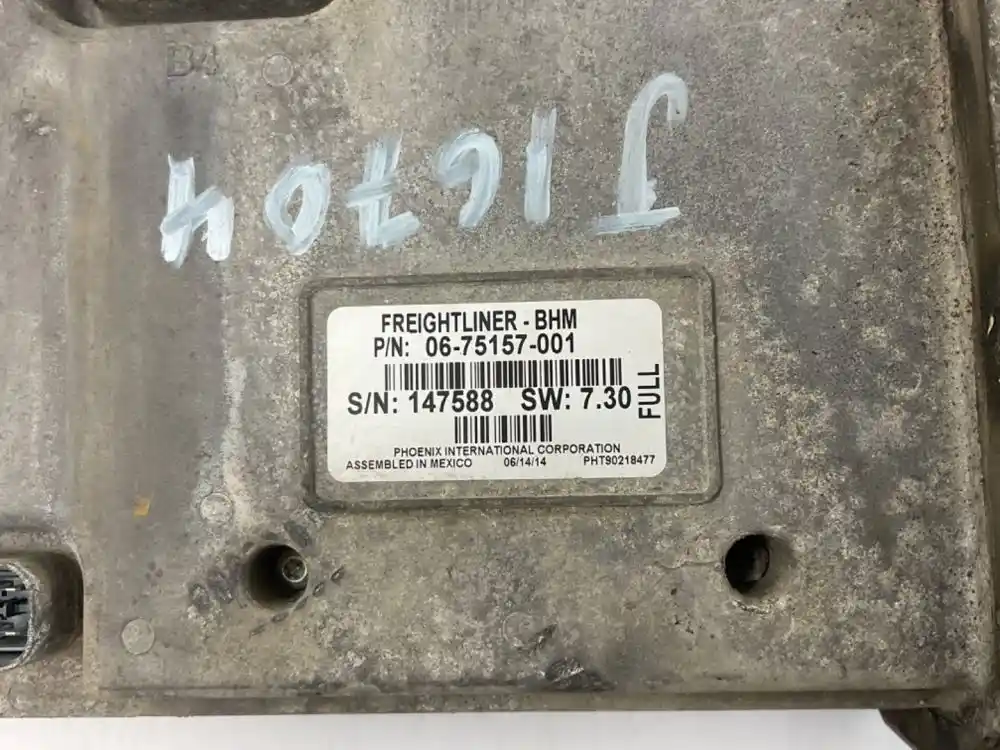 B4
J16704
FREIGHTLINER - BHM
P/N: 06-75157-001
S/N: 147588 SW: 7.30
FULL
PHOENIX INTERNATIONAL CORPORATION
ASSEMBLED IN MEXICO 06/14/14 PHT90218477